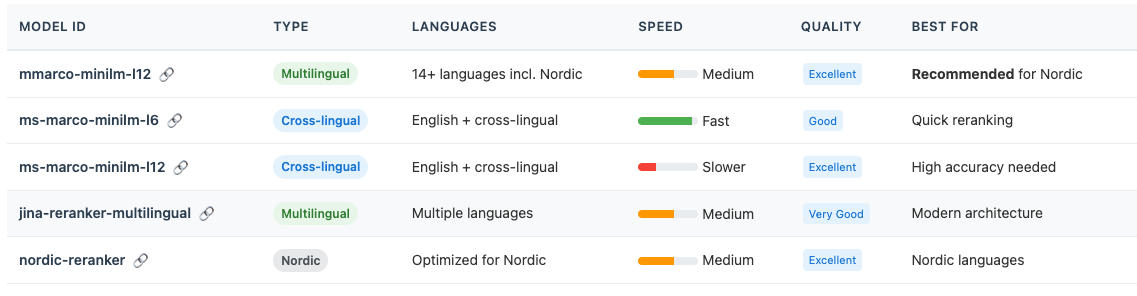 MODEL ID TYPE LANGUAGES SPEED QUALITY BEST FOR
mmarco-minilm-l12 Multilingual 14+ languages incl. Nordic Medium Excellent Recommended for Nordic
ms-marco-minilm-l6 Cross-lingual English + cross-lingual Fast Good Quick reranking
ms-marco-minilm-l12 Cross-lingual English + cross-lingual Slower Excellent High accuracy needed
jina-reranker-multilingual Multilingual Multiple languages Medium Very Good Modern architecture
nordic-reranker Nordic Optimized for Nordic Medium Excellent Nordic languages